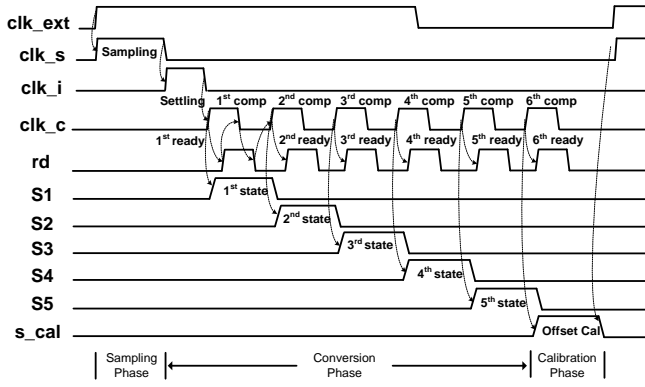 clk_ext
clk_s
Sampling
clk_i
Settling
1st comp
2nd comp
3rd comp
4th comp
5th comp
6th comp
clk_c
1st ready
2nd ready
3rd ready
4th ready
5th ready
6th ready
rd
S1
1st state
S2
2nd state
S3
3rd state
S4
4th state
S5
5th state
s_cal
Offset Cal
Sampling
Phase
Conversion
Phase
Calibration
Phase